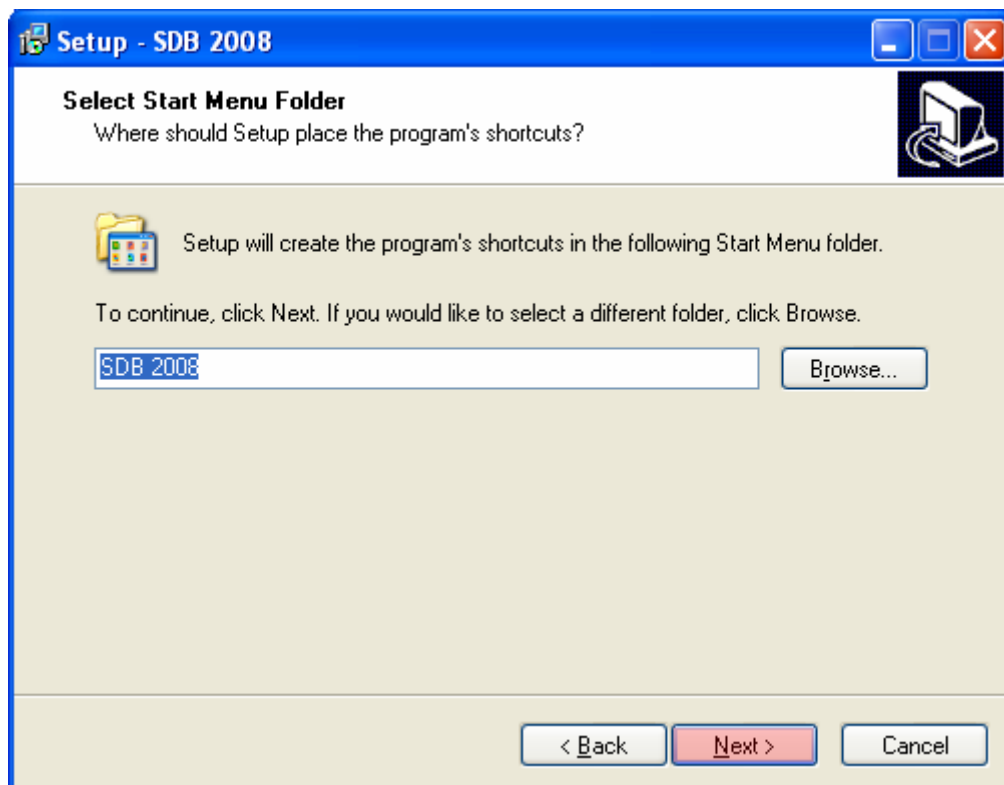 Setup - SDB 2008
Select Start Menu Folder
Where should Setup place the program's shortcuts?
Setup will create the program's shortcuts in the following Start Menu folder.
To continue, click Next. If you would like to select a different folder, click Browse.
SDB 2008
Browse...
< Back
Next >
Cancel